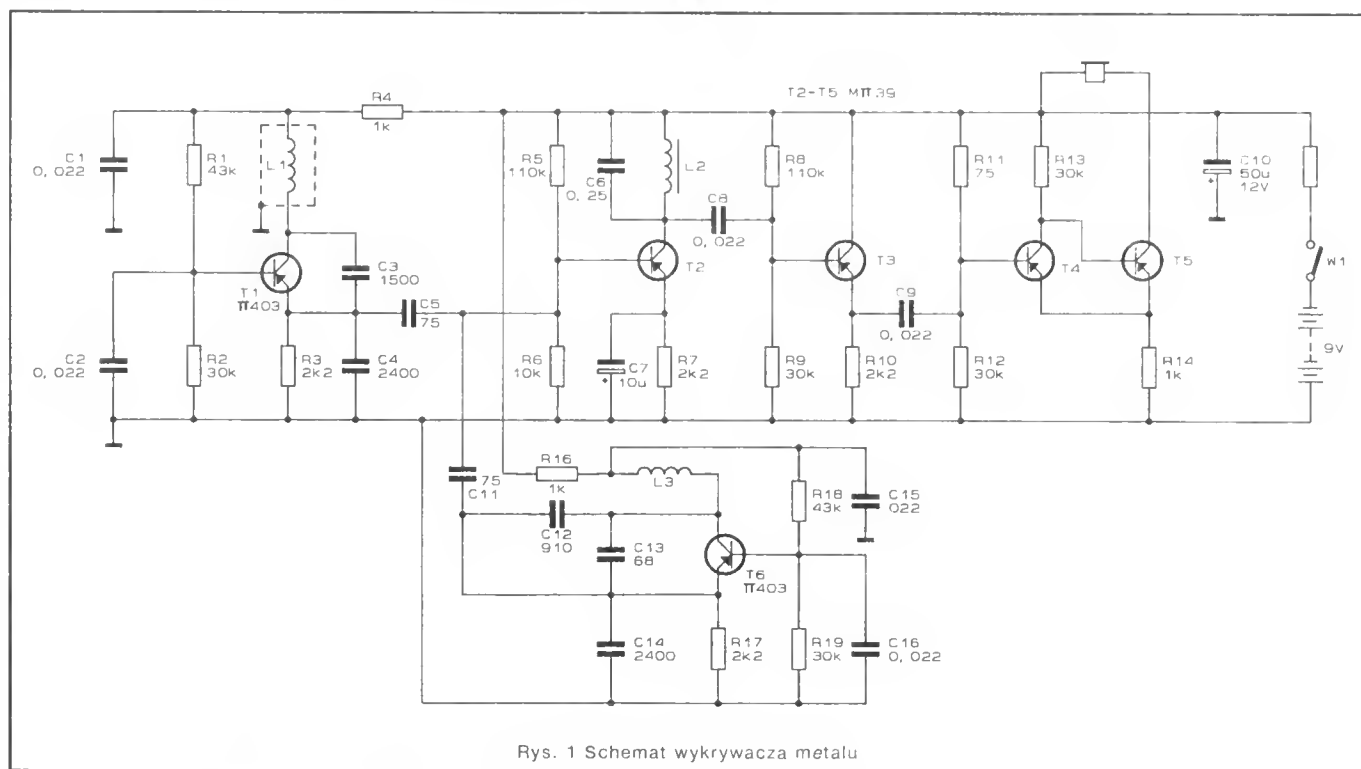 T2-T5 МП39
R4
1k
C1
0,022
R1
43k
L1
R5
110k
C6
0,25
L2
R8
110k
C8
0,022
R11
75
R13
30k
C10
50u
12V
+
T1
П403
C3
1500
C5
75
T2
T3
C9
0,022
T4
T5
W1
C2
0,022
R2
30k
R3
2k2
C4
2400
R6
10k
C7
10u
+
R7
2k2
R9
30k
R10
2k2
R12
30k
R14
1k
9V
75
C11
R16
1k
L3
R18
43k
C15
022
C12
910
C13
68
T6
П403
C14
2400
R17
2k2
R19
30k
C16
0,022
Rys. 1 Schemat wykrywacza metalu